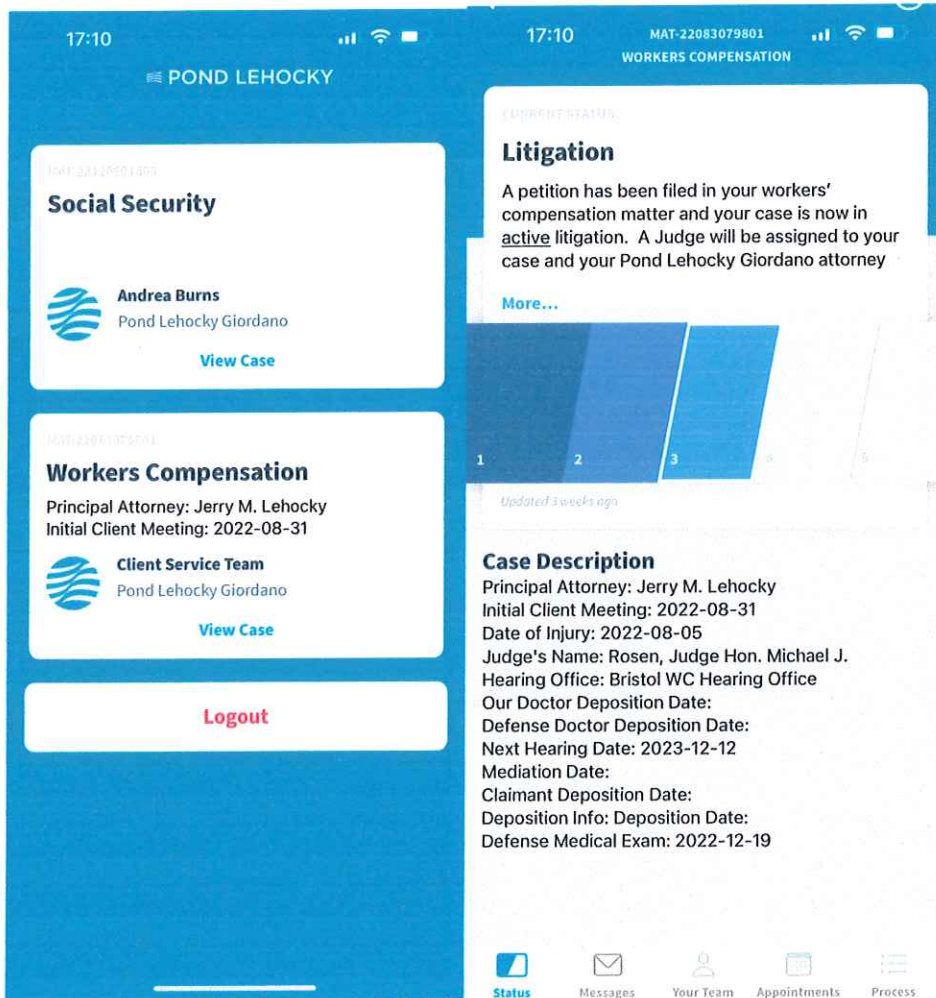 17:10
POND LEHOCKY
Social Security
Andrea Burns
Pond Lehocky Giordano
View Case
Workers Compensation
Principal Attorney: Jerry M. Lehocky
Initial Client Meeting: 2022-08-31
Client Service Team
Pond Lehocky Giordano
View Case
Logout
17:10
MAT-22083079801
WORKERS COMPENSATION
CURRENT STATUS
Litigation
A petition has been filed in your workers'
compensation matter and your case is now in
active litigation. A Judge will be assigned to your
case and your Pond Lehocky Giordano attorney
More...
1 2 3 4 5
Updated 3 weeks ago
Case Description
Principal Attorney: Jerry M. Lehocky
Initial Client Meeting: 2022-08-31
Date of Injury: 2022-08-05
Judge's Name: Rosen, Judge Hon. Michael J.
Hearing Office: Bristol WC Hearing Office
Our Doctor Deposition Date:
Defense Doctor Deposition Date:
Next Hearing Date: 2023-12-12
Mediation Date:
Claimant Deposition Date:
Deposition Info: Deposition Date:
Defense Medical Exam: 2022-12-19
Status Messages Your Team Appointments Process